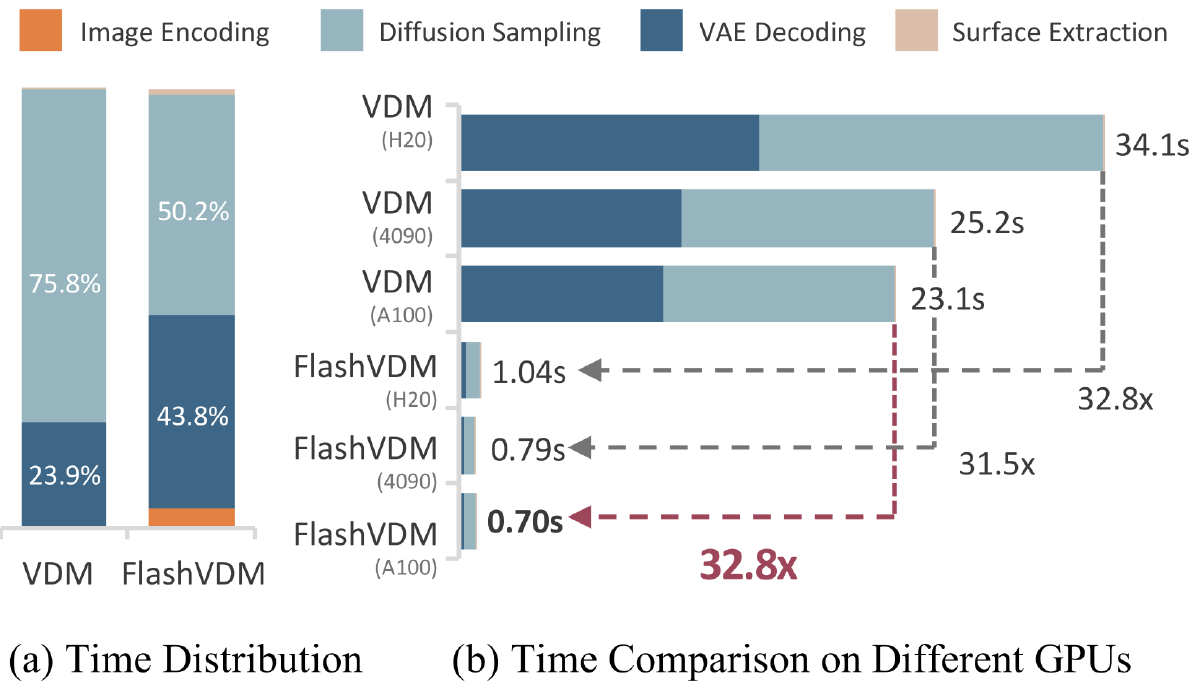 Image Encoding
Diffusion Sampling
VAE Decoding
Surface Extraction
75.8%
23.9%
50.2%
43.8%
VDM
FlashVDM
VDM
(H20)
34.1s
VDM
(4090)
25.2s
VDM
(A100)
23.1s
FlashVDM
(H20)
1.04s
32.8x
FlashVDM
(4090)
0.79s
31.5x
FlashVDM
(A100)
0.70s
32.8x
(a) Time Distribution
(b) Time Comparison on Different GPUs